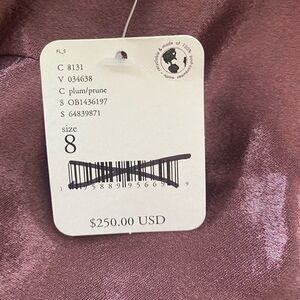 FL_S
C 8131
V 034638
C plum/prune
S OB1436197
S 64839871
size
8
$250.00 USD